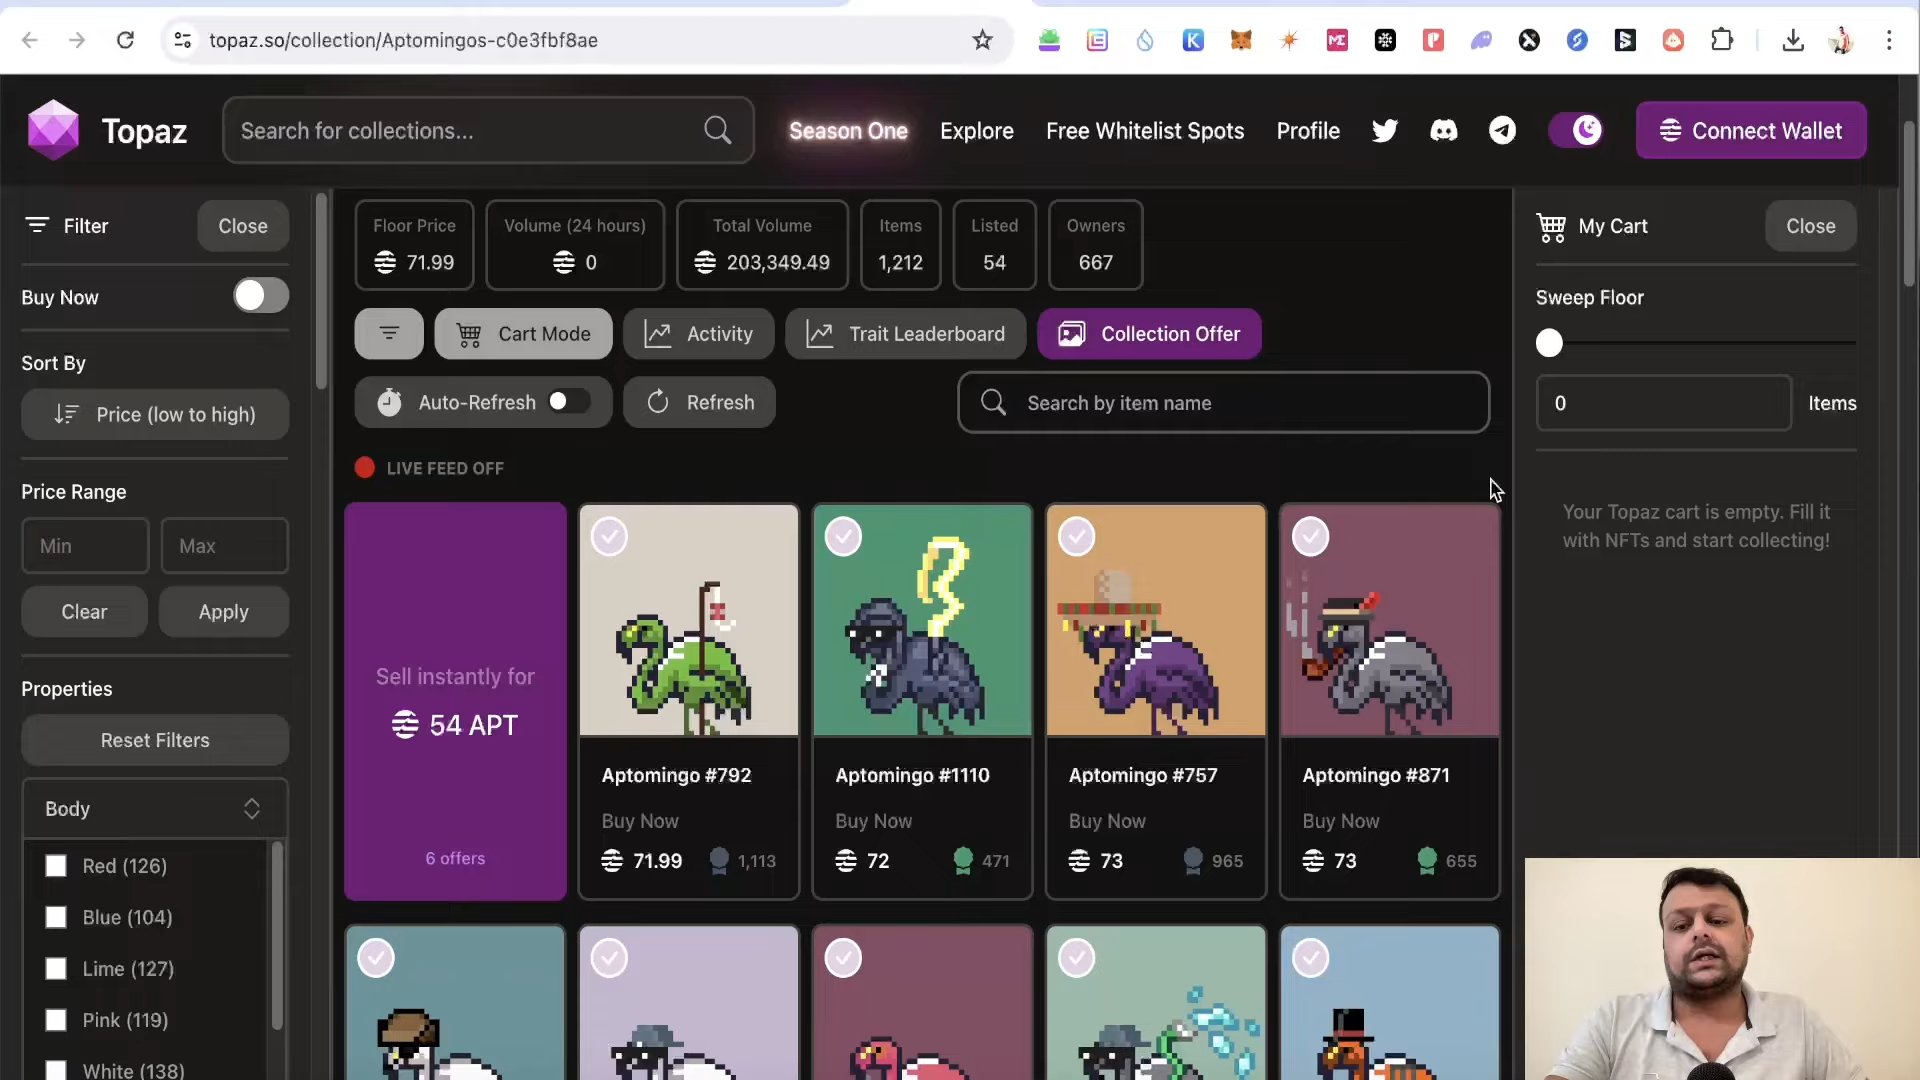 topaz.so/collection/Aptomingos-c0e3fbf8ae
Topaz
Search for collections...
Season One
Explore
Free Whitelist Spots
Profile
Connect Wallet
Filter
Close
Buy Now
Sort By
Price (low to high)
Price Range
Min
Max
Clear
Apply
Properties
Reset Filters
Body
Red (126)
Blue (104)
Lime (127)
Pink (119)
White (138)
Floor Price
71.99
Volume (24 hours)
0
Total Volume
203,349.49
Items
1,212
Listed
54
Owners
667
Cart Mode
Activity
Trait Leaderboard
Collection Offer
Auto-Refresh
Refresh
Search by item name
LIVE FEED OFF
Sell instantly for
54 APT
6 offers
Aptomingo #792
Buy Now
71.99
1,113
Aptomingo #1110
Buy Now
72
471
Aptomingo #757
Buy Now
73
965
Aptomingo #871
Buy Now
73
655
My Cart
Close
Sweep Floor
0
Items
Your Topaz cart is empty. Fill it
with NFTs and start collecting!